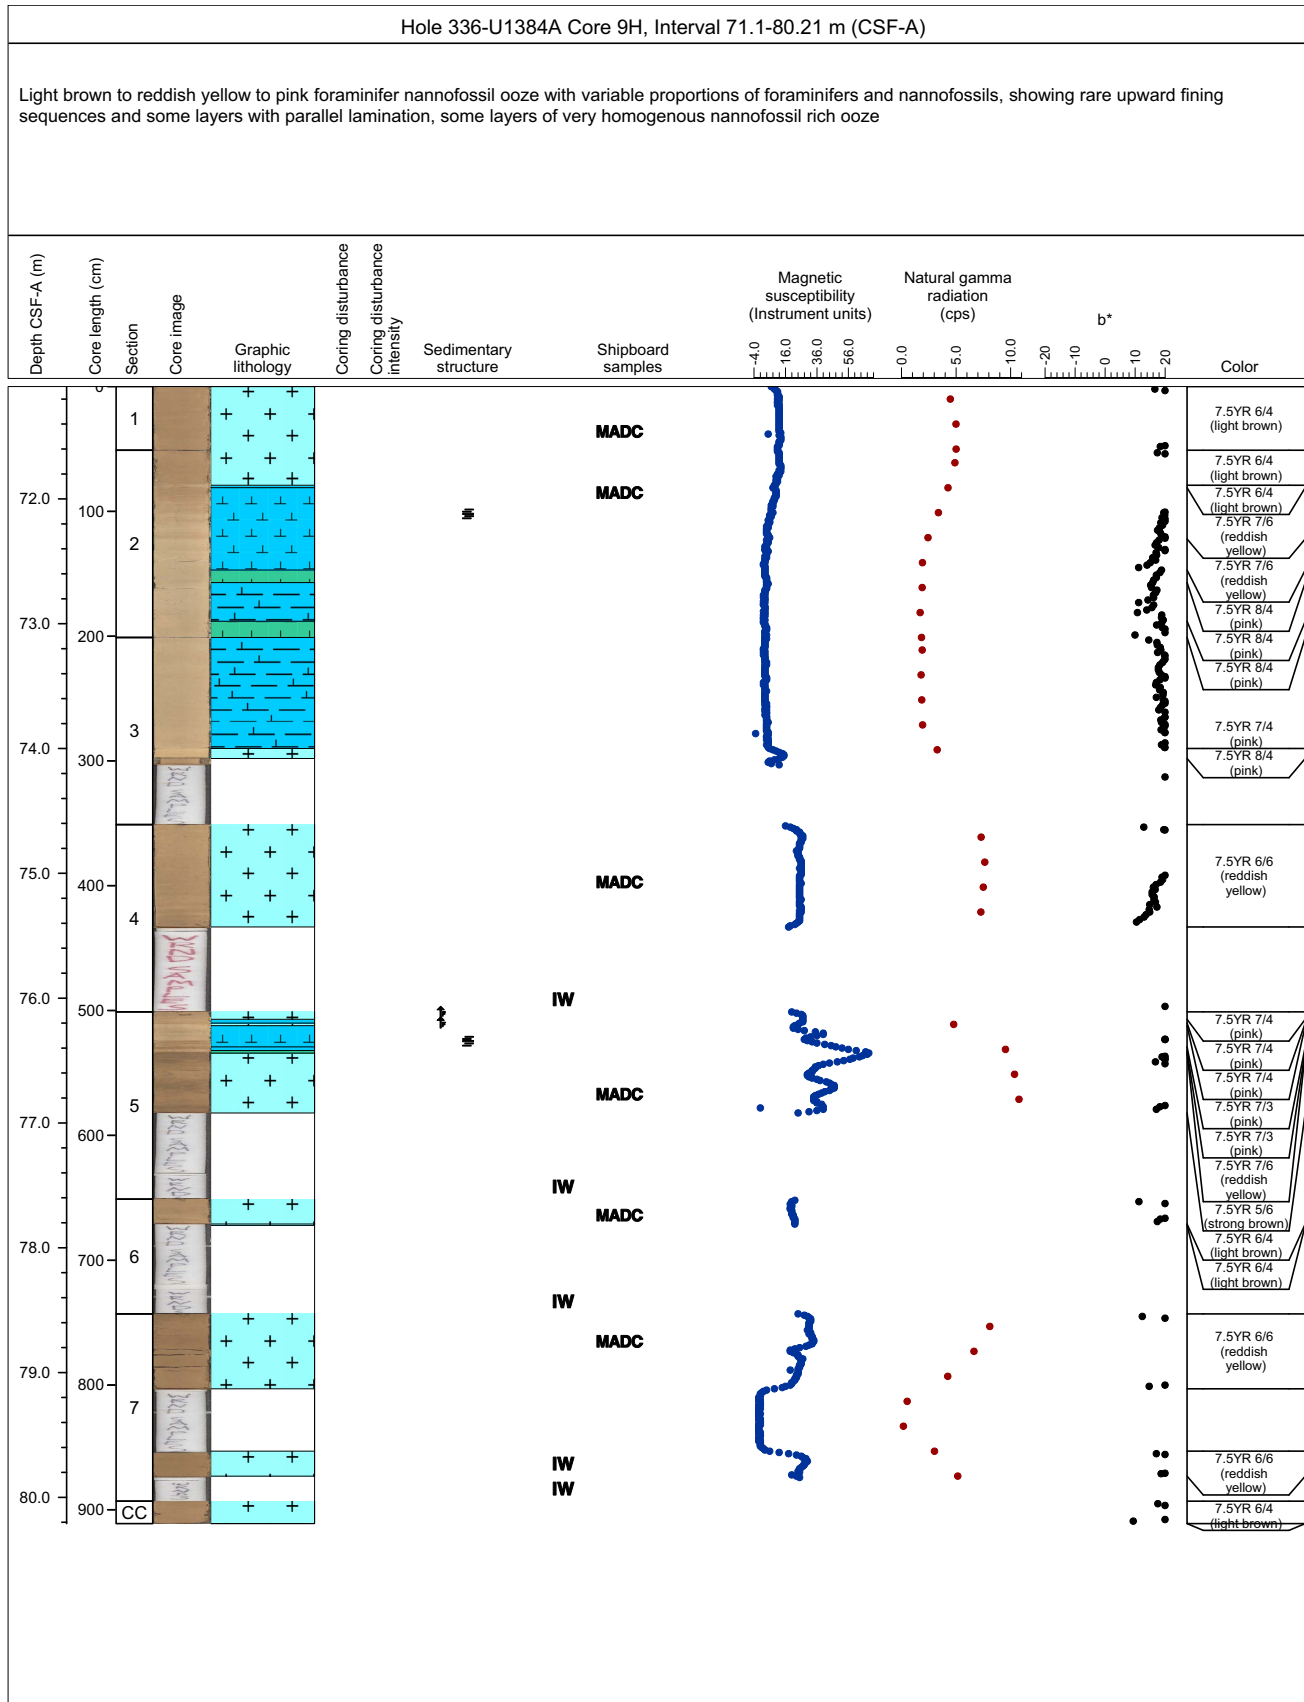 Hole 336-U1384A Core 9H, Interval 71.1-80.21 m (CSF-A)
Light brown to reddish yellow to pink foraminifer nannofossil ooze with variable proportions of foraminifers and nannofossils, showing rare upward fining
sequences and some layers with parallel lamination, some layers of very homogenous nannofossil rich ooze
Depth CSF-A (m)
Core length (cm)
Section
Core image
Graphic
lithology
Coring disturbance
Coring disturbance
intensity
Sedimentary
structure
Shipboard
samples
Magnetic
susceptibility
(Instrument units)
-4.0 16.0 36.0 56.0
Natural gamma
radiation
(cps)
0.0 5.0 10.0
b*
-20 -10 0 10 20
Color
72.0
73.0
74.0
75.0
76.0
77.0
78.0
79.0
80.0
0
100
200
300
400
500
600
700
800
900
1
2
3
4
5
6
7
CC
MADC
MADC
MADC
IW
MADC
IW
MADC
IW
MADC
IW
IW
7.5YR 6/4
(light brown)
7.5YR 6/4
(light brown)
7.5YR 6/4
(light brown)
7.5YR 7/6
(reddish
yellow)
7.5YR 7/6
(reddish
yellow)
7.5YR 8/4
(pink)
7.5YR 8/4
(pink)
7.5YR 8/4
(pink)
7.5YR 7/4
(pink)
7.5YR 8/4
(pink)
7.5YR 6/6
(reddish
yellow)
7.5YR 7/4
(pink)
7.5YR 7/4
(pink)
7.5YR 7/4
(pink)
7.5YR 7/3
(pink)
7.5YR 7/3
(pink)
7.5YR 7/6
(reddish
yellow)
7.5YR 5/6
(strong brown)
7.5YR 6/4
(light brown)
7.5YR 6/4
(light brown)
7.5YR 6/6
(reddish
yellow)
7.5YR 6/6
(reddish
yellow)
7.5YR 6/4
(light brown)